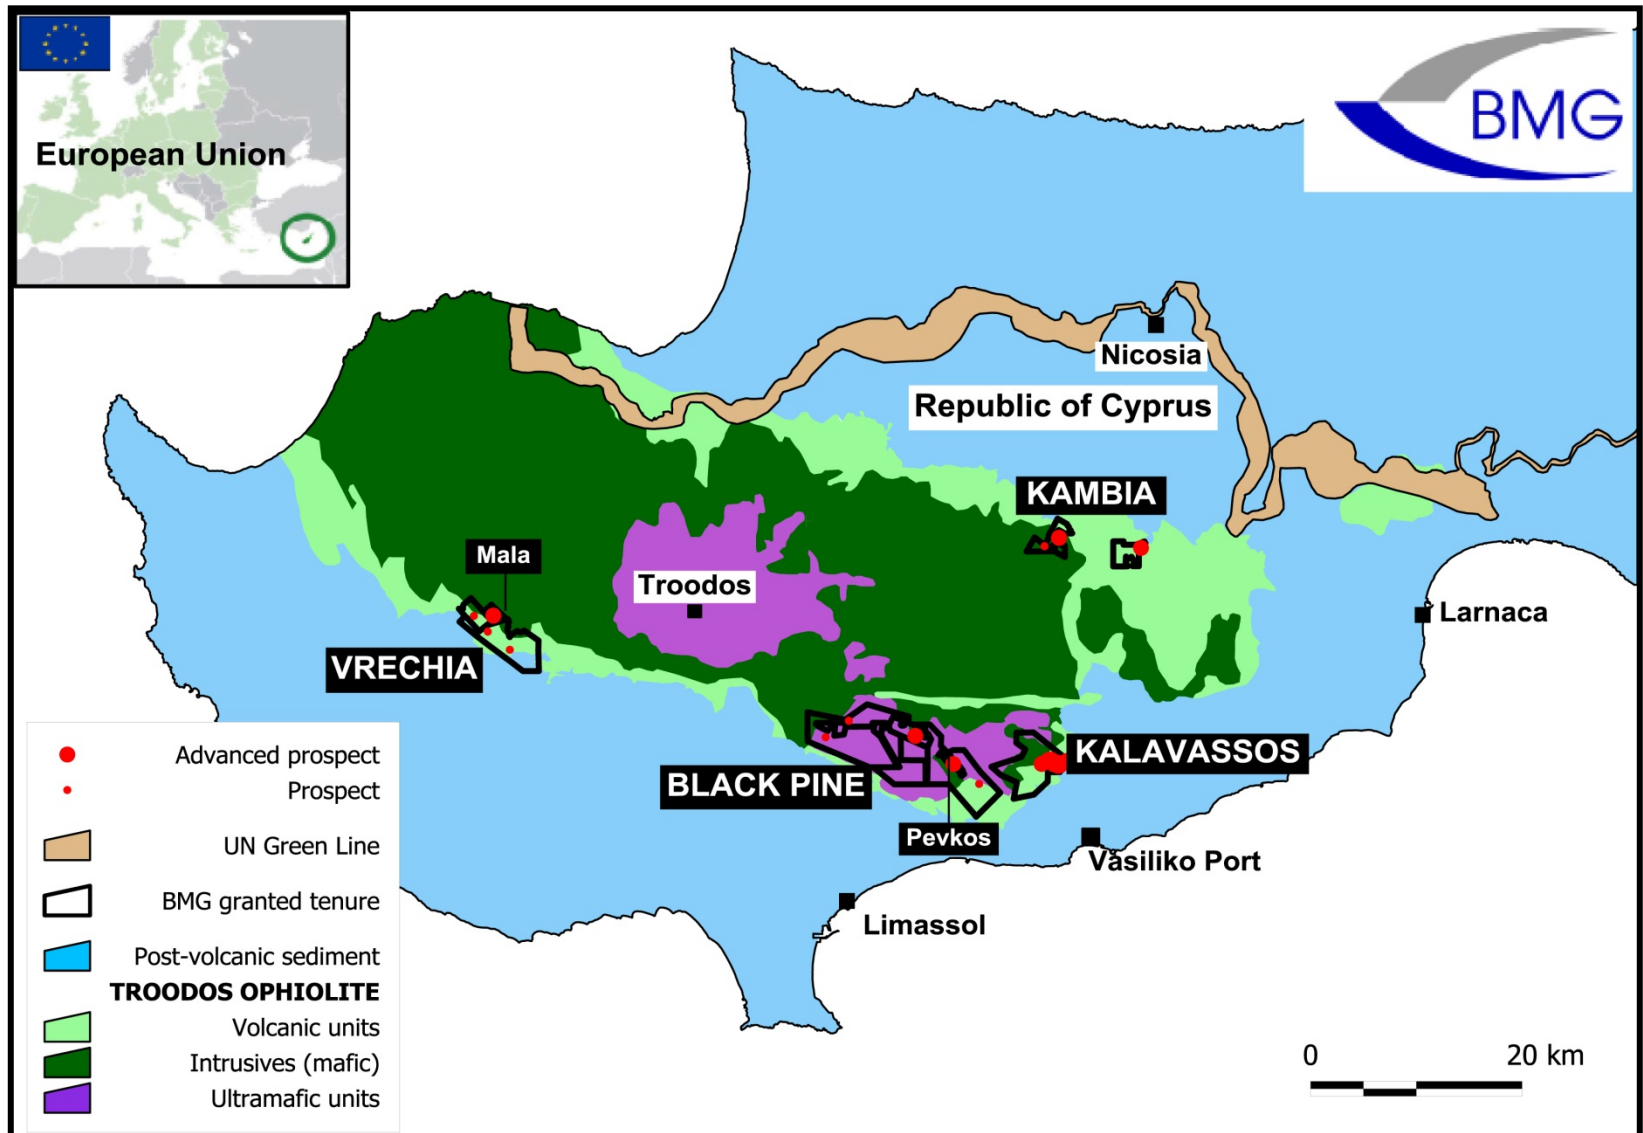 European Union
BMG
Nicosia
Republic of Cyprus
KAMBIA
Mala
Troodos
Larnaca
VRECHIA
KALAVASSOS
BLACK PINE
Pevkos
Vasiliko Port
Limassol
Advanced prospect
Prospect
UN Green Line
BMG granted tenure
Post-volcanic sediment
TROODOS OPHIOLITE
Volcanic units
Intrusives (mafic)
Ultramafic units
0 20 km